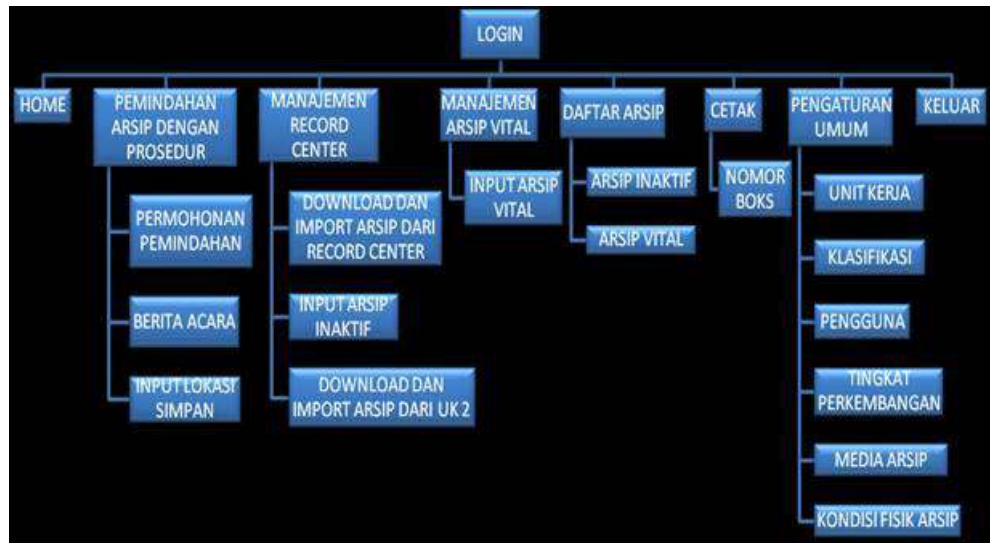 LOGIN
HOME
PEMINDAHAN
ARSIP DENGAN
PROSEDUR
MANAJEMEN
RECORD
CENTER
MANAJEMEN
ARSIP VITAL
DAFTAR ARSIP
CETAK
PENGATURAN
UMUM
KELUAR
PERMOHONAN
PEMINDAHAN
BERITA ACARA
INPUT LOKASI
SIMPAN
DOWNLOAD DAN
IMPORT ARSIP DARI
RECORD CENTER
INPUT ARSIP
INAKTIF
DOWNLOAD DAN
IMPORT ARSIP DARI UK 2
INPUT ARSIP
VITAL
ARSIP INAKTIF
ARSIP VITAL
NOMOR
BOKS
UNIT KERJA
KLASIFIKASI
PENGGUNA
TINGKAT
PERKEMBANGAN
MEDIA ARSIP
KONDISI FISIK ARSIP